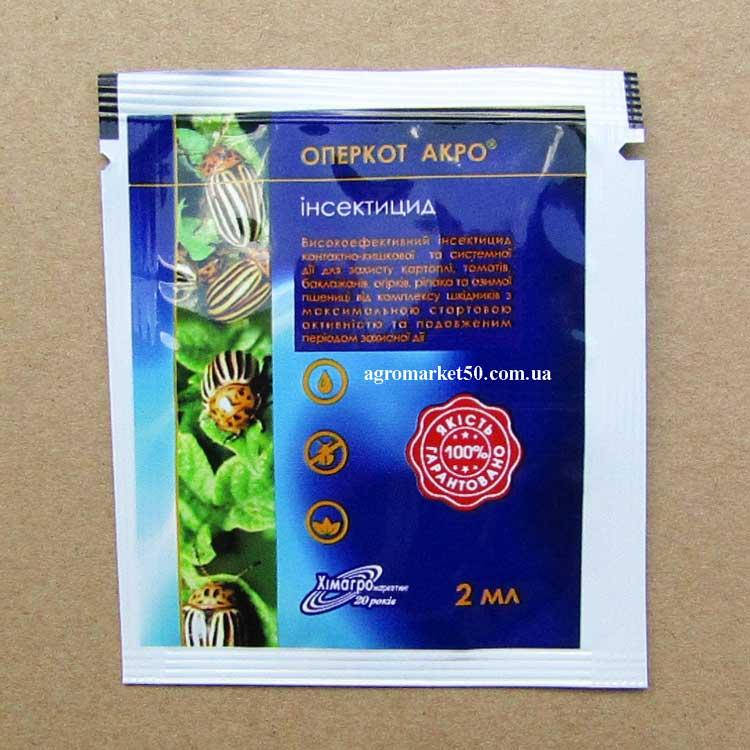 ОПЕРКОТ АКРО®
інсектицид
Високоефективний інсектицид
контактно-кишкової та системної
дії для захисту картоплі, томатів,
баклажанів, огірків, ріпака та озимої
пшениці від комплексу шкідників з
максимальною стартовою
активністю та подовженим
періодом захисної дії
agromarket50.com.ua
ЯКІСТЬ
100%
ГАРАНТОВАНО
Хімагромаркетинг
20 років
2 мл